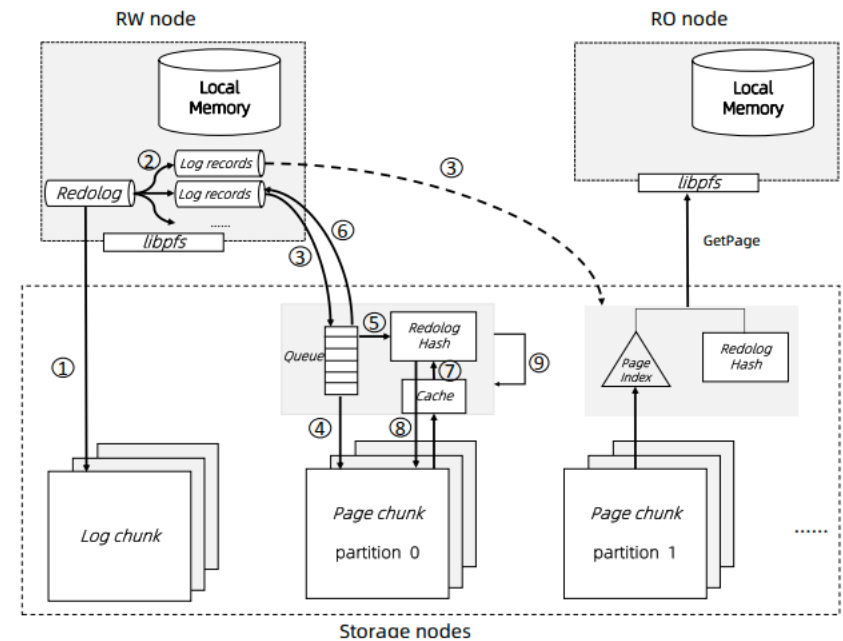 RW node
RO node
Local
Memory
Local
Memory
②
Log records
③
Redolog
Log records
libpfs
......
⑥
libpfs
③
GetPage
⑤
Redolog
Hash
Queue
⑨
Page
Index
Redolog
Hash
①
⑦
Cache
④
⑧
Log chunk
Page chunk
partition 0
Page chunk
partition 1
......
Storage nodes